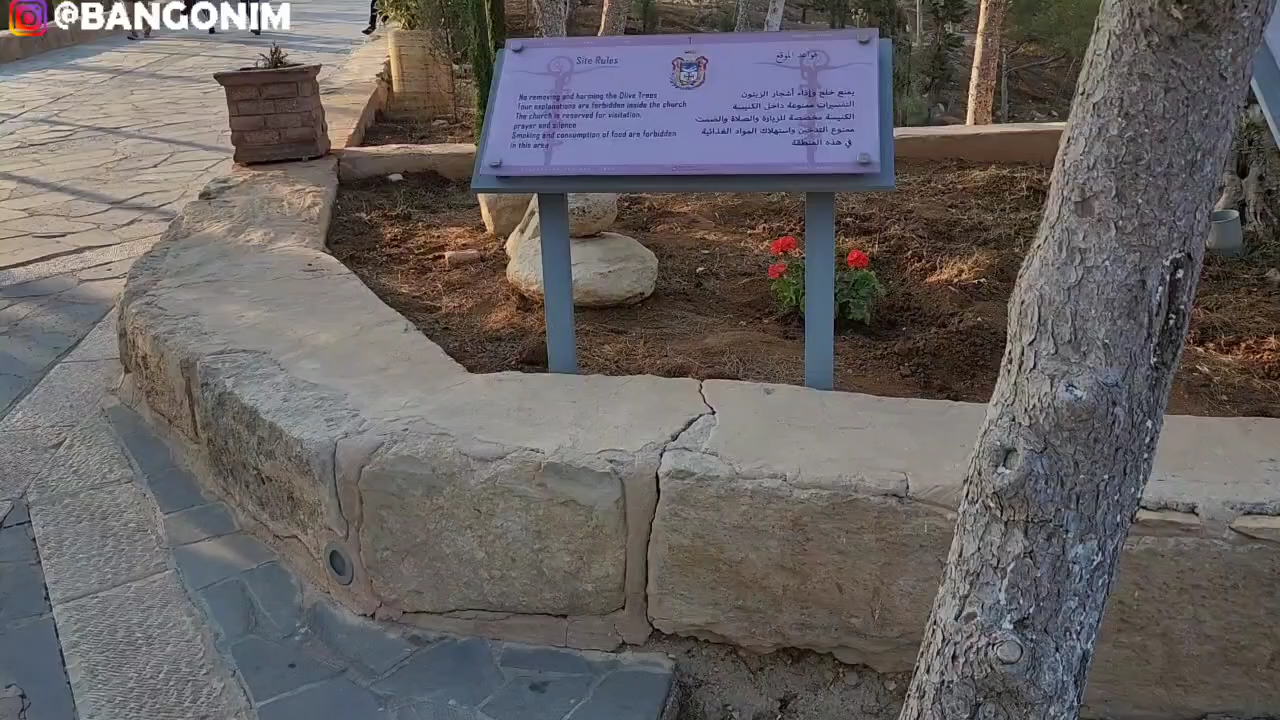 @BANGONIM
Site Rules
No removing and harming the Olive Trees
Tour explanations are forbidden inside the church
The church is reserved for visitation,
prayer and silence
Smoking and consumption of food are forbidden
in this area
قواعد الموقع
يمنع خلع وإذاء أشجار الزيتون
التفسيرات ممنوعة داخل الكنيسة
الكنيسة مخصصة للزيارة والصلاة والصمت
ممنوع التدخين واستهلاك المواد الغذائية
في هذه المنطقة